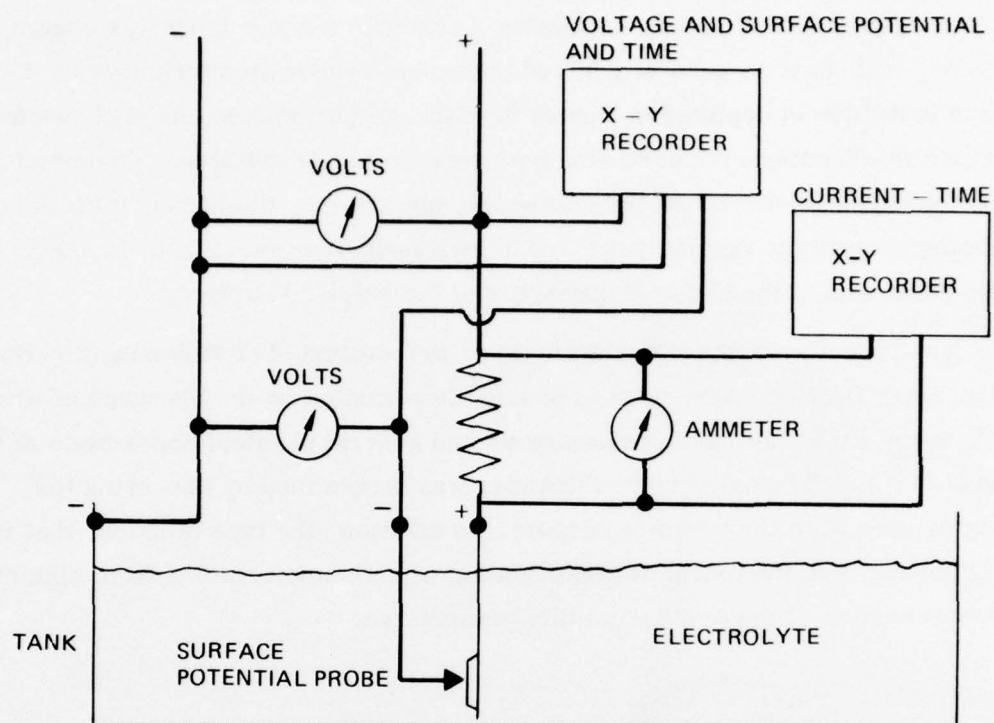 VOLTAGE AND SURFACE POTENTIAL
AND TIME
−
+
X - Y
RECORDER
VOLTS
CURRENT – TIME
X-Y
RECORDER
VOLTS
AMMETER
−
−
+
TANK
SURFACE
POTENTIAL PROBE
ELECTROLYTE